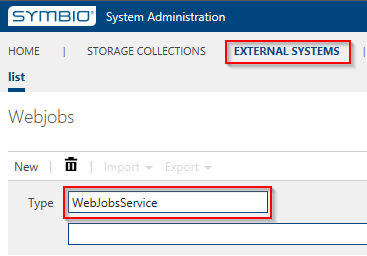 SYMBIO® System Administration
HOME | STORAGE COLLECTIONS | EXTERNAL SYSTEMS |
list
Webjobs
New | Import Export
Type WebJobsService